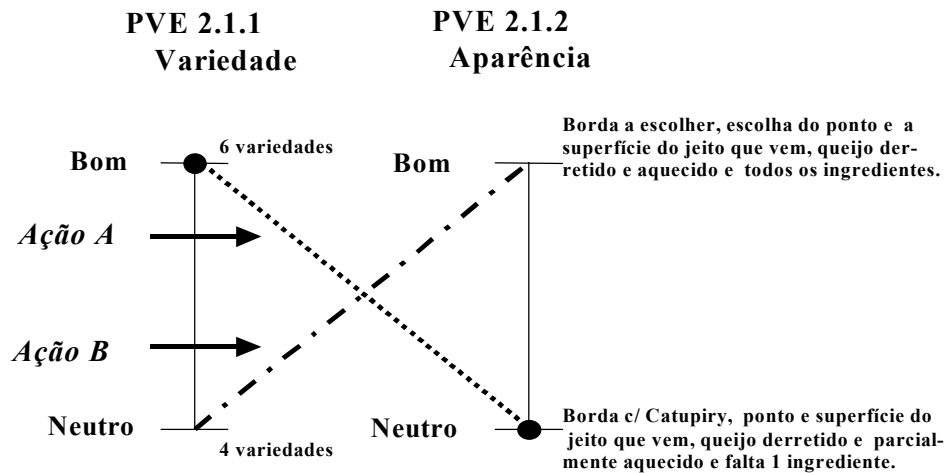 PVE 2.1.1
Variedade
PVE 2.1.2
Aparência
Bom
6 variedades
Bom
Borda a escolher, escolha do ponto e a
superfície do jeito que vem, queijo der-
retido e aquecido e todos os ingredientes.
Ação A
Ação B
Neutro
4 variedades
Neutro
Borda c/ Catupiry, ponto e superfície do
jeito que vem, queijo derretido e parcial-
mente aquecido e falta 1 ingrediente.